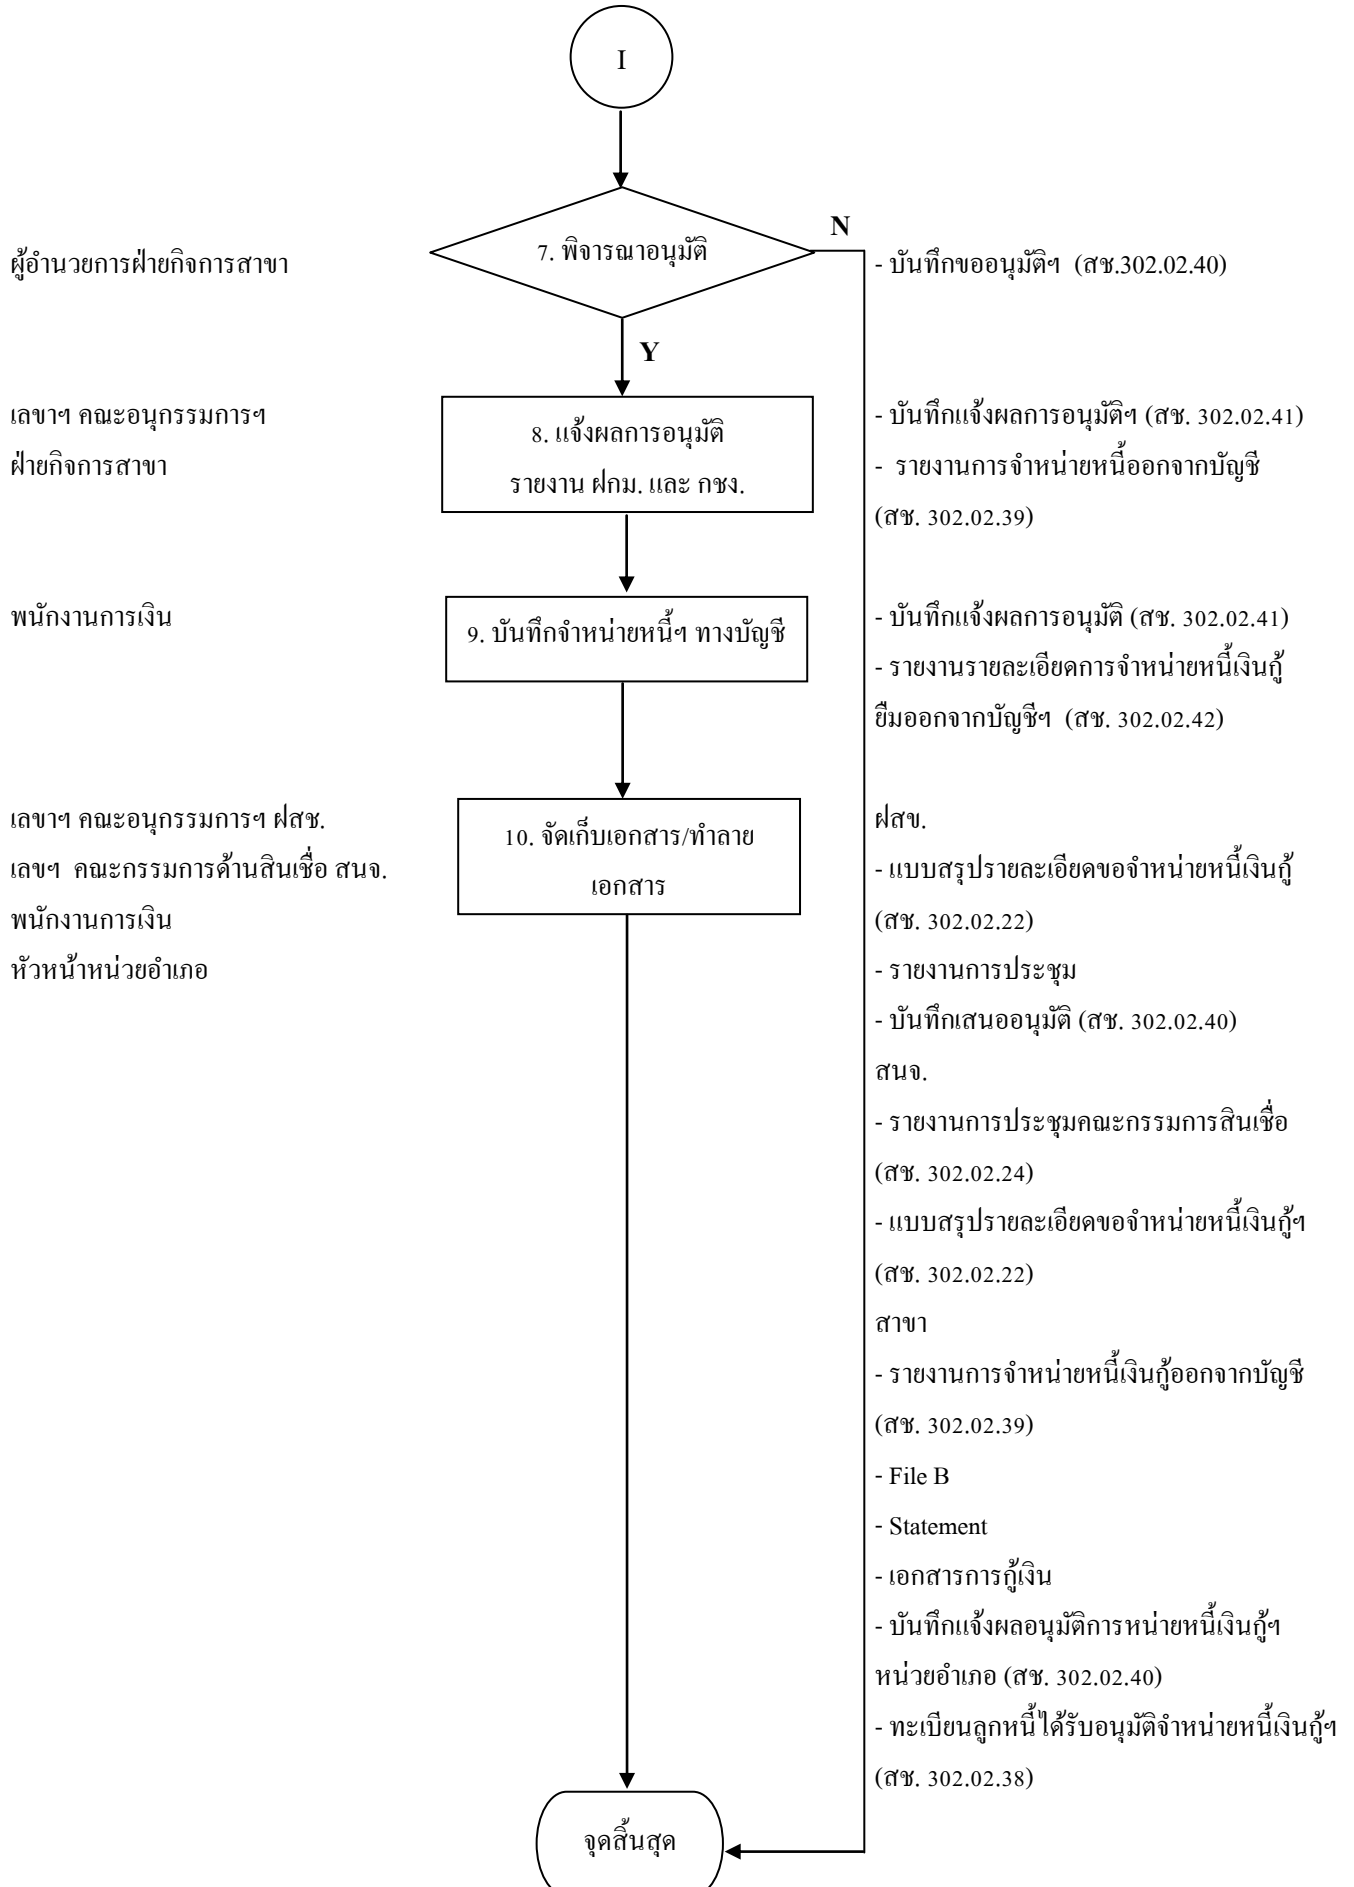 I
N
ผู้อำนวยการฝ่ายกิจการสาขา
7. พิจารณาอนุมัติ
- บันทึกขออนุมัติฯ (สช.302.02.40)
Y
เลขาฯ คณะอนุกรรมการฯ
ฝ่ายกิจการสาขา
8. แจ้งผลการอนุมัติ
รายงาน ฝกม. และ กชง.
- บันทึกแจ้งผลการอนุมัติฯ (สช. 302.02.41)
- รายงานการจำหน่ายหนี้ออกจากบัญชี
(สช. 302.02.39)
พนักงานการเงิน
9. บันทึกจำหน่ายหนี้ฯ ทางบัญชี
- บันทึกแจ้งผลการอนุมัติ (สช. 302.02.41)
- รายงานรายละเอียดการจำหน่ายหนี้เงินกู้
ยืมออกจากบัญชีฯ (สช. 302.02.42)
เลขาฯ คณะอนุกรรมการฯ ฝสช.
เลขฯ คณะกรรมการด้านสินเชื่อ สนจ.
พนักงานการเงิน
หัวหน้าหน่วยอำเภอ
10. จัดเก็บเอกสาร/ทำลาย
เอกสาร
ฝสข.
- แบบสรุปรายละเอียดขอจำหน่ายหนี้เงินกู้
(สช. 302.02.22)
- รายงานการประชุม
- บันทึกเสนออนุมัติ (สช. 302.02.40)
สนจ.
- รายงานการประชุมคณะกรรมการสินเชื่อ
(สช. 302.02.24)
- แบบสรุปรายละเอียดขอจำหน่ายหนี้เงินกู้ฯ
(สช. 302.02.22)
สาขา
- รายงานการจำหน่ายหนี้เงินกู้ออกจากบัญชี
(สช. 302.02.39)
- File B
- Statement
- เอกสารการกู้เงิน
- บันทึกแจ้งผลอนุมัติการหน่ายหนี้เงินกู้ฯ
หน่วยอำเภอ (สช. 302.02.40)
- ทะเบียนลูกหนี้ได้รับอนุมัติจำหน่ายหนี้เงินกู้ฯ
(สช. 302.02.38)
จุดสิ้นสุด